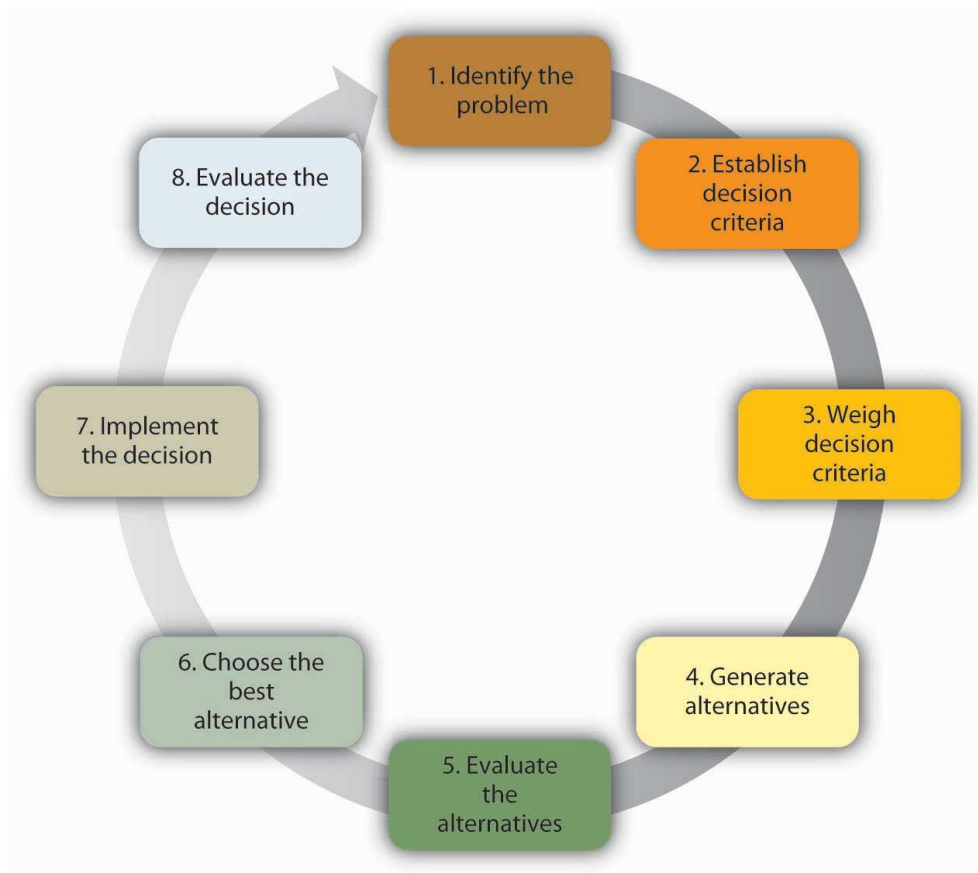 1. Identify the
problem
2. Establish
decision
criteria
3. Weigh
decision
criteria
4. Generate
alternatives
5. Evaluate
the
alternatives
6. Choose the
best
alternative
7. Implement
the decision
8. Evaluate the
decision